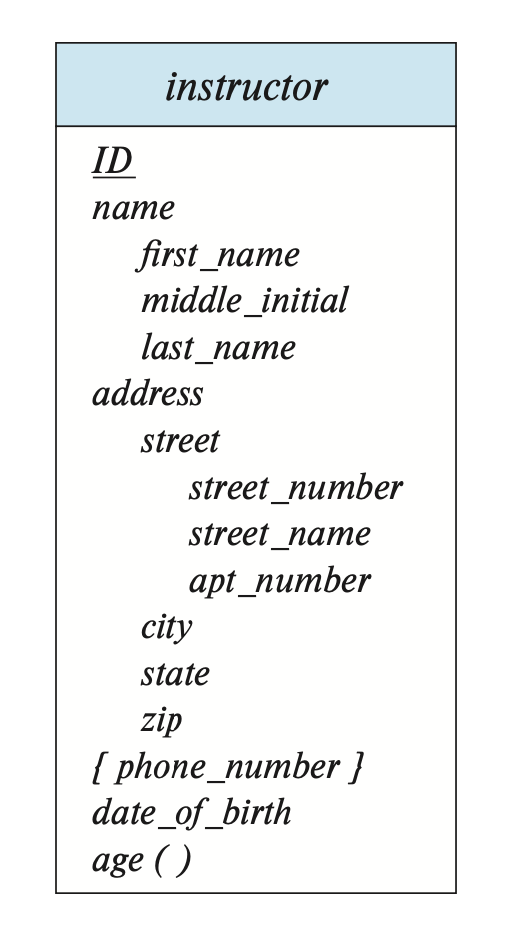 instructor
ID
name
first_name
middle_initial
last_name
address
street
street_number
street_name
apt_number
city
state
zip
{ phone_number }
date_of_birth
age ( )